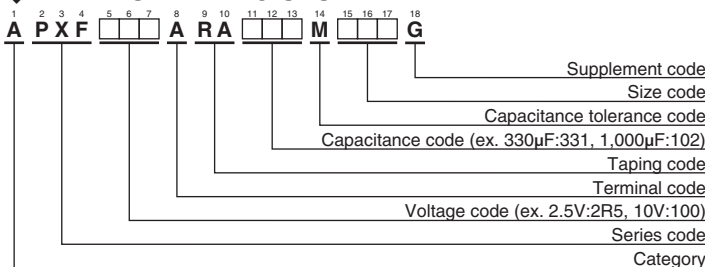 1 2 3 4 5 6 7 8 9 10 11 12 13 14 15 16 17 18
A P X F A R A M G
Supplement code
Size code
Capacitance tolerance code
Capacitance code (ex. 330µF:331, 1,000µF:102)
Taping code
Terminal code
Voltage code (ex. 2.5V:2R5, 10V:100)
Series code
Category